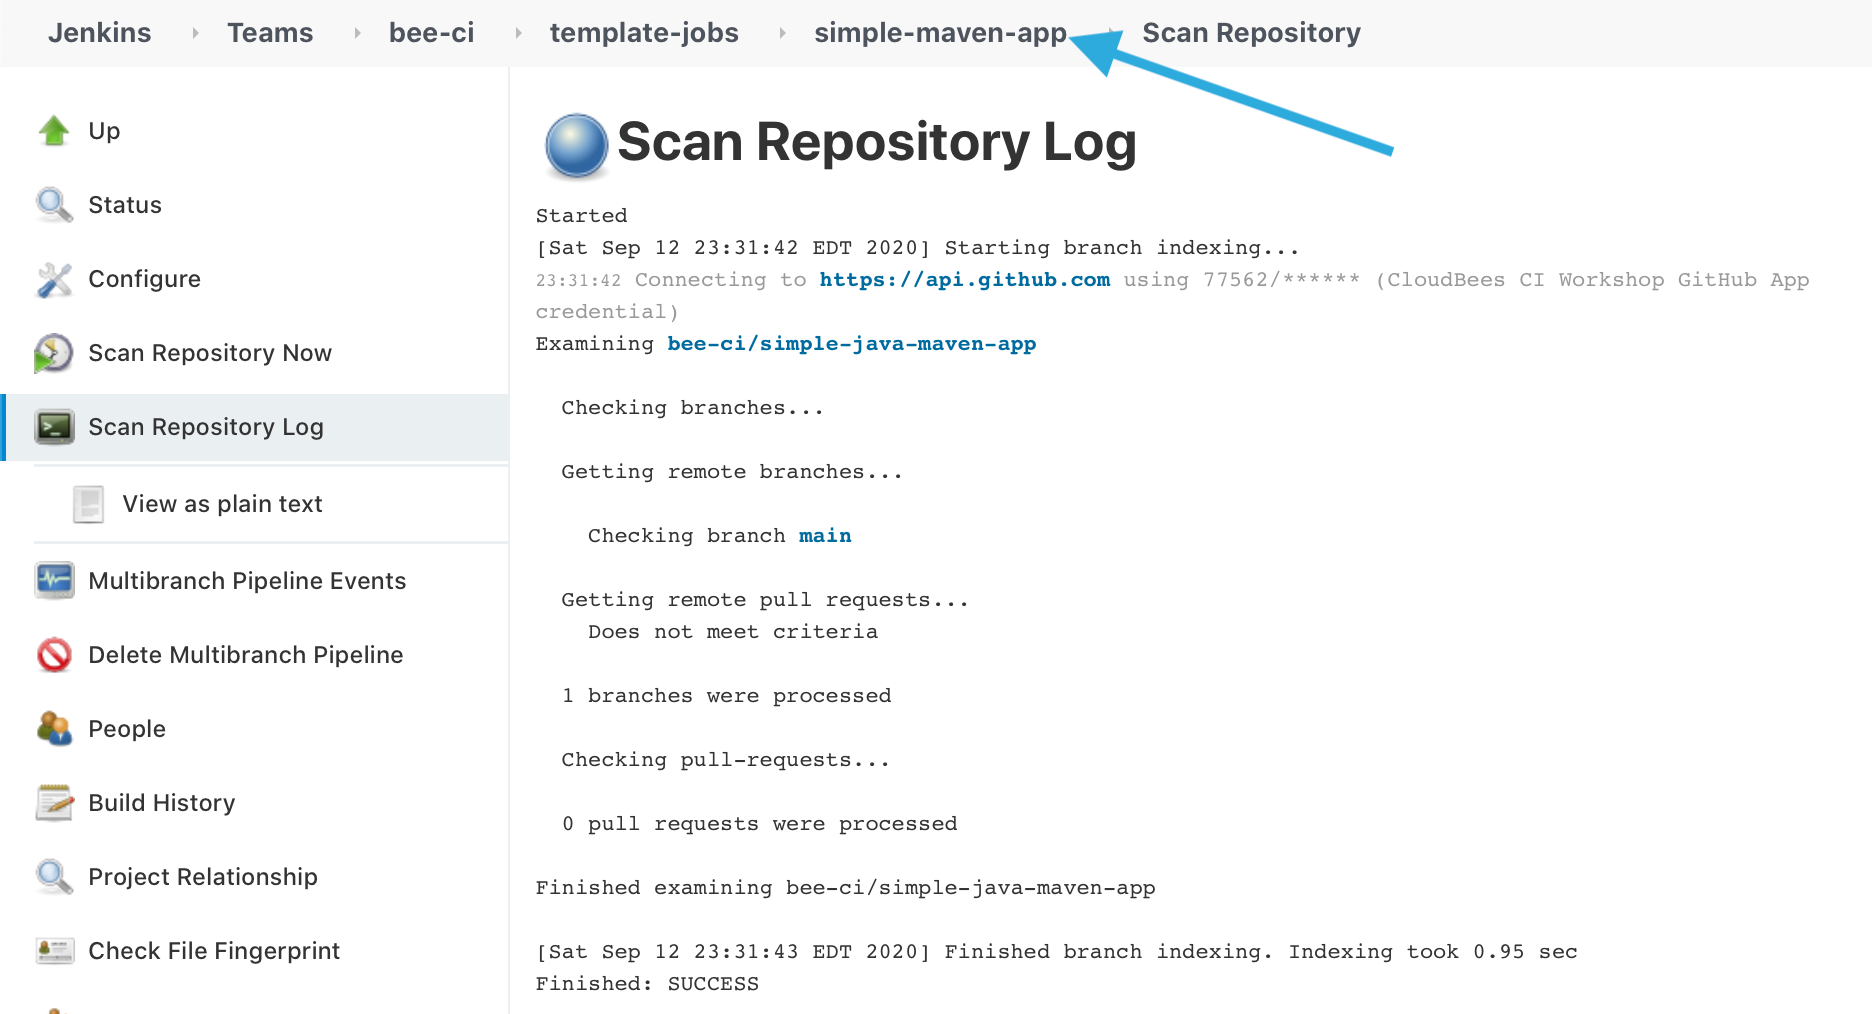 Jenkins Teams bee-ci template-jobs simple-maven-app Scan Repository
Up
Status
Configure
Scan Repository Now
Scan Repository Log
View as plain text
Multibranch Pipeline Events
Delete Multibranch Pipeline
People
Build History
Project Relationship
Check File Fingerprint
Scan Repository Log
Started
[Sat Sep 12 23:31:42 EDT 2020] Starting branch indexing...
23:31:42 Connecting to https://api.github.com using 77562/****** (CloudBees CI Workshop GitHub App
credential)
Examining bee-ci/simple-java-maven-app
Checking branches...
Getting remote branches...
Checking branch main
Getting remote pull requests...
Does not meet criteria
1 branches were processed
Checking pull-requests...
0 pull requests were processed
Finished examining bee-ci/simple-java-maven-app
[Sat Sep 12 23:31:43 EDT 2020] Finished branch indexing. Indexing took 0.95 sec
Finished: SUCCESS